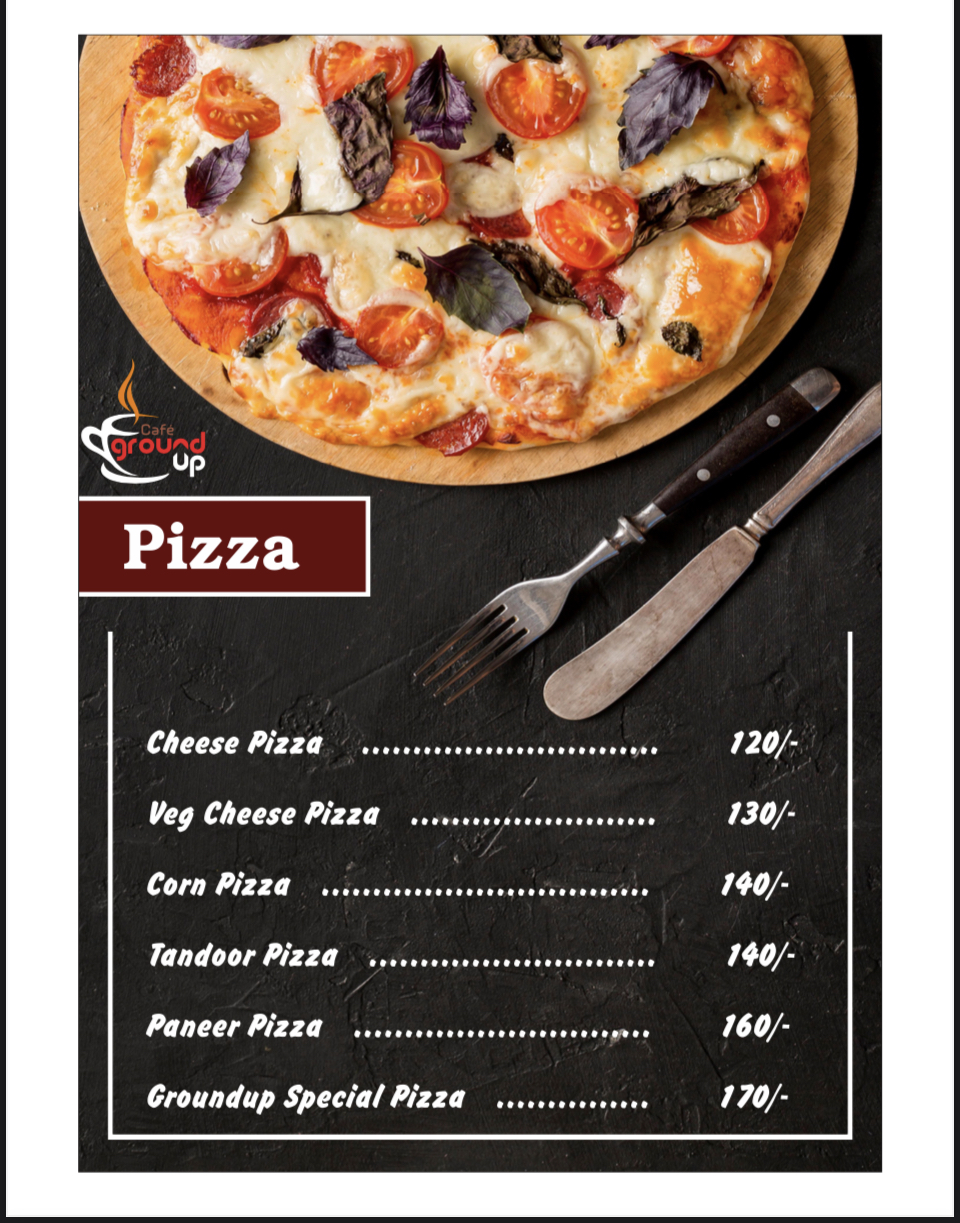 Café
ground
up
Pizza
Cheese Pizza ............................. 120/-
Veg Cheese Pizza ........................ 130/-
Corn Pizza ................................ 140/-
Tandoor Pizza ............................ 140/-
Paneer Pizza ............................. 160/-
Groundup Special Pizza ............... 170/-